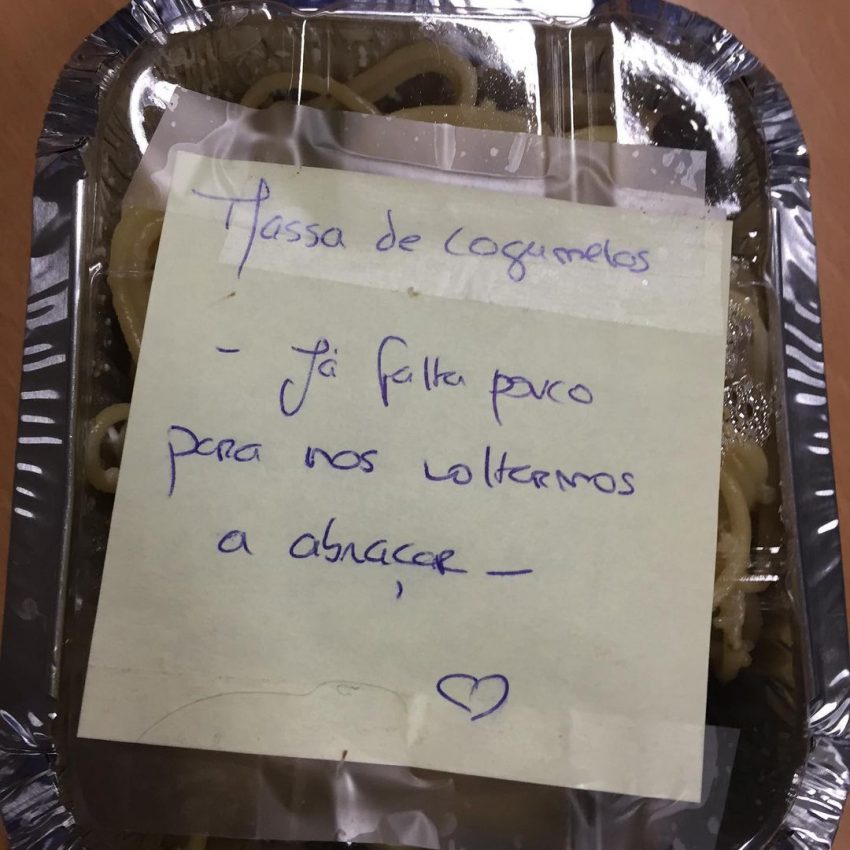 Massa de cogumelos
- Já falta pouco
para nos voltarmos
a abraçar -